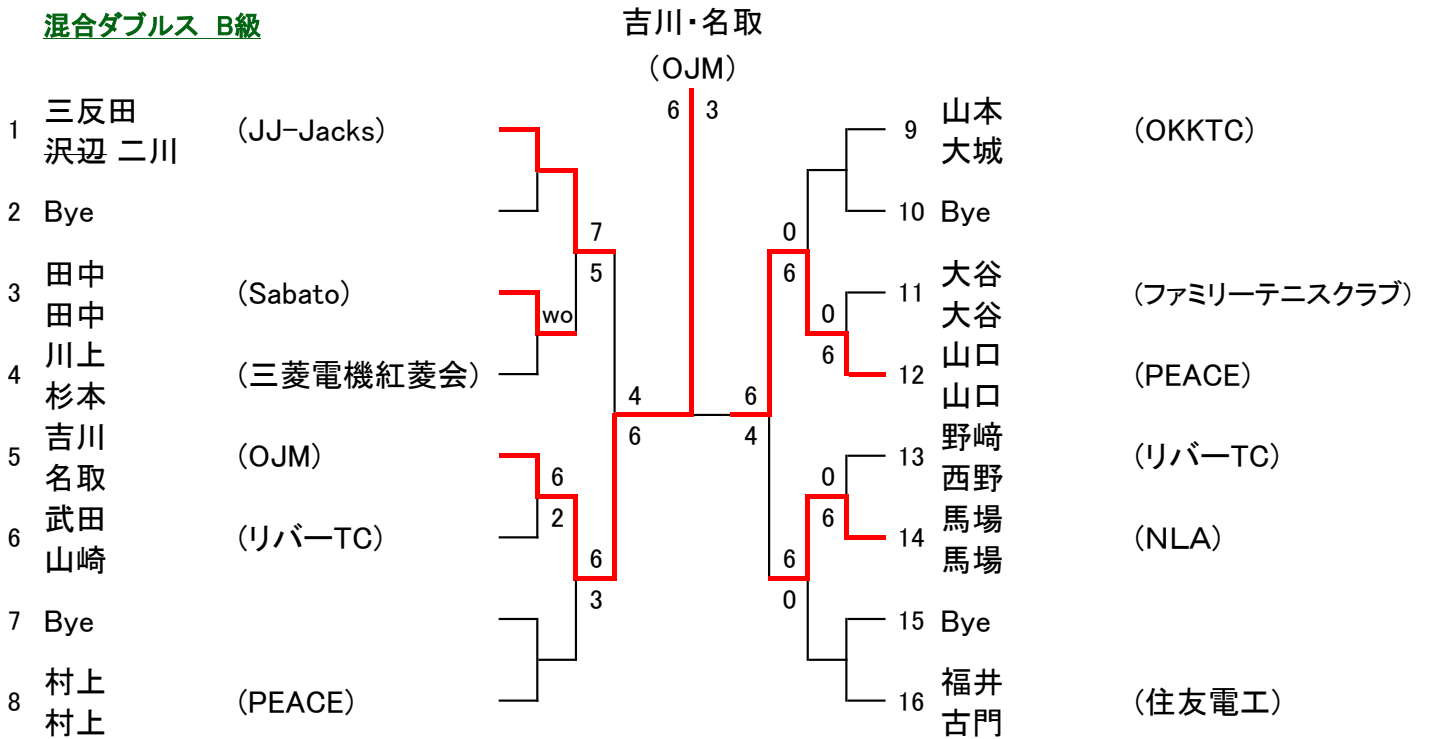 混合ダブルス B級
吉川・名取
(OJM)
6 3
1 三反田 (JJ-Jacks)
沢辺 二川
2 Bye
7
5
3 田中 (Sabato)
田中
wo
4 川上 (三菱電機紅菱会)
杉本
4
6
5 吉川 (OJM)
名取
6
2
6 武田 (リバーTC)
山崎
6
3
7 Bye
8 村上 (PEACE)
村上
9 山本 (OKKTC)
大城
10 Bye
0
6
11 大谷 (ファミリーテニスクラブ)
大谷
0
6
12 山口 (PEACE)
山口
6
4
13 野﨑 (リバーTC)
西野
0
6
14 馬場 (NLA)
馬場
6
0
15 Bye
16 福井 (住友電工)
古門